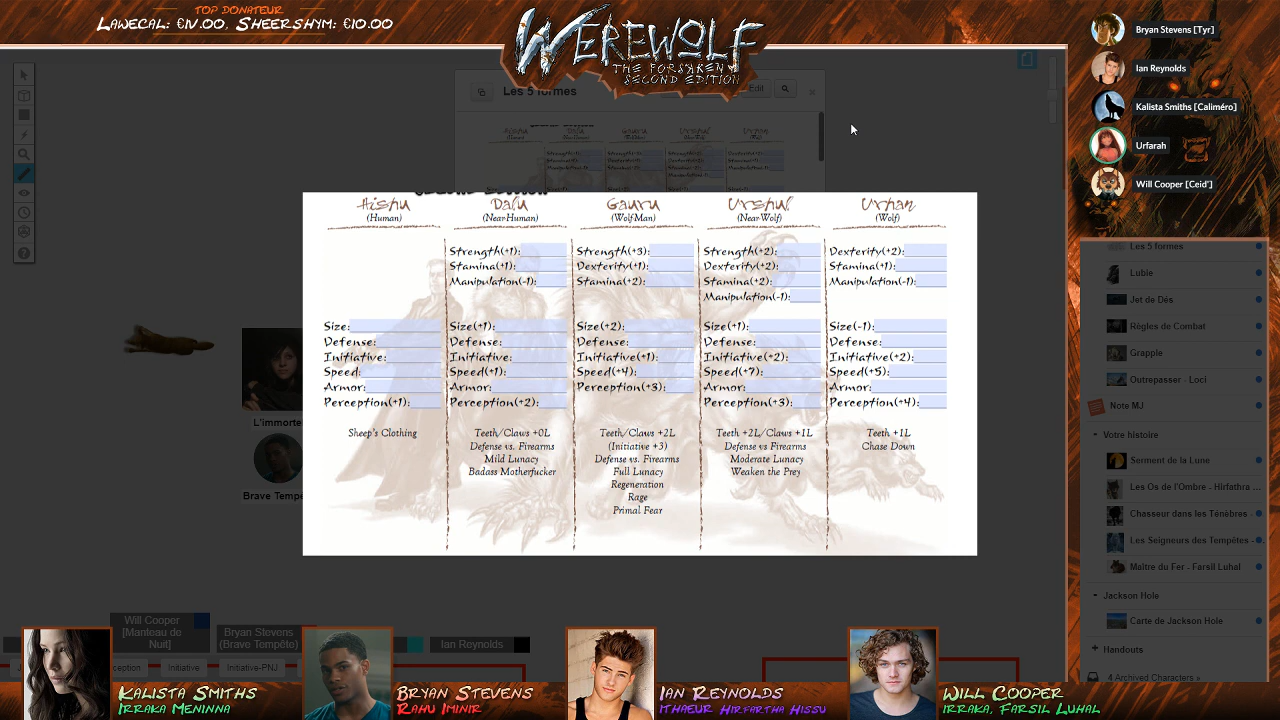 TOP DONATEUR
LAWECAL: €IV.00, SHEERSHYM: €10.00
WEREWOLF
THE FORSAKEN
SECOND EDITION
Les 5 formes
Edit
Bryan Stevens [Tyr]
Ian Reynolds
Kalista Smiths [Caliméro]
Urfarah
Will Cooper [Ceid']
Hishu
(Human)
Dalu
(Near-Human)
Gauru
(Wolf-Man)
Urshul
(Near-Wolf)
Urhan
(Wolf)
Size:
Defense:
Initiative:
Speed:
Armor:
Perception(+1):
Sheep's Clothing
Strength(+1):
Stamina(+1):
Manipulation(-1):
Size(+1):
Defense:
Initiative:
Speed(+1):
Armor:
Perception(+2):
Teeth/Claws +0L
Defense vs. Firearms
Mild Lunacy
Badass Motherfucker
Strength(+3):
Dexterity(+1):
Stamina(+2):
Size(+2):
Defense:
Initiative(+1):
Speed(+4):
Perception(+3):
Teeth/Claws +2L
(Initiative +3)
Defense vs. Firearms
Full Lunacy
Regeneration
Rage
Primal Fear
Strength(+2):
Dexterity(+2):
Stamina(+2):
Manipulation(-1):
Size(+1):
Defense:
Initiative(+2):
Speed(+7):
Armor:
Perception(+3):
Teeth +2L/Claws +1L
Defense vs Firearms
Moderate Lunacy
Weaken the Prey
Dexterity(+2):
Stamina(+1):
Manipulation(-1):
Size(-1):
Defense:
Initiative(+2):
Speed(+5):
Armor:
Perception(+4):
Teeth +1L
Chase Down
L'immorte
Brave Tempê
Les 5 formes
Lubie
Jet de Dés
Règles de Combat
Grapple
Outrepasser - Loci
Note MJ
Votre histoire
Serment de la Lune
Les Os de l'Ombre - Hirfathra ...
Chasseur dans les Ténèbres -
Les Seigneurs des Tempêtes -
Maître du Fer - Farsil Luhal
Jackson Hole
Carte de Jackson Hole
Handouts
4 Archived Characters »
Will Cooper
[Manteau de
Nuit]
Bryan Stevens
(Brave Tempête)
Ian Reynolds
ception
Initiative
Initiative-PNJ
KALISTA SMITHS
IRRAKA MENINNA
BRYAN STEVENS
RAHU IMINIR
IAN REYNOLDS
ITHAEUR HIRFARTHA HISSU
WILL COOPER
IRRAKA, FARSIL LUHAL